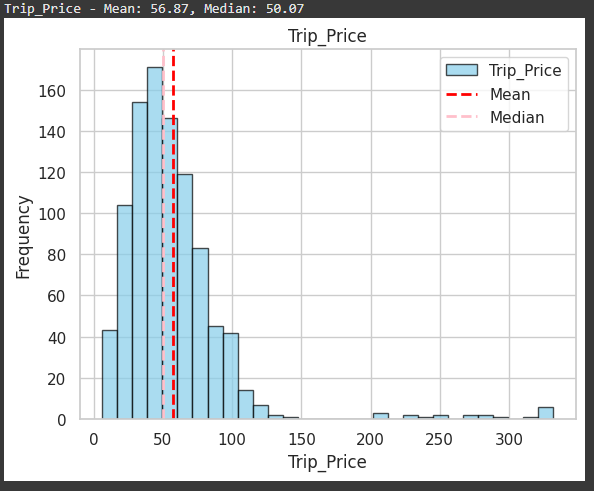 Trip_Price - Mean: 56.87, Median: 50.07
Trip_Price
Trip_Price
Mean
Median
160
140
120
100
80
60
40
20
0
Frequency
0 50 100 150 200 250 300
Trip_Price